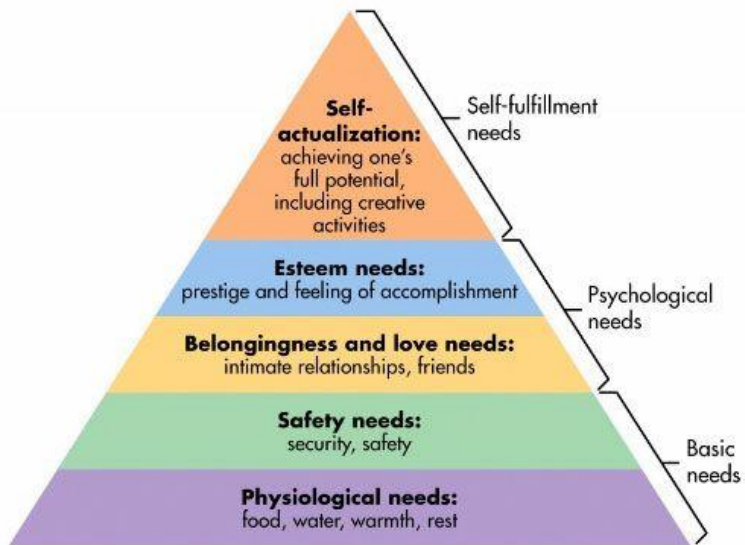 Self-
actualization:
achieving one's
full potential,
including creative
activities
Self-fulfillment
needs
Esteem needs:
prestige and feeling of accomplishment
Belongingness and love needs:
intimate relationships, friends
Psychological
needs
Safety needs:
security, safety
Physiological needs:
food, water, warmth, rest
Basic
needs